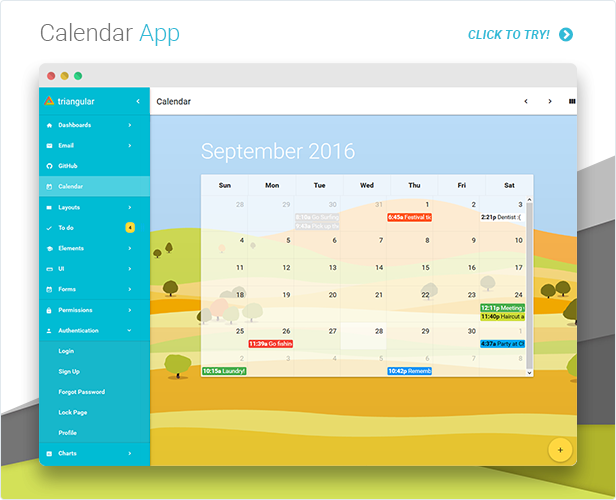 Calendar App
CLICK TO TRY!
triangular
Calendar
Dashboards
Email
GitHub
Calendar
Layouts
To do 4
Elements
UI
Forms
Permissions
Authentication
Login
Sign Up
Forgot Password
Lock Page
Profile
Charts
September 2016
Sun Mon Tue Wed Thu Fri Sat
28 29 30 31 1 2 3
8:16a Go Surfing 6:45a Festival tic 2:21p Dentist :(
9:43a Pick up the
4 5 6 7 8 9 10
11 12 13 14 15 16 17
18 19 20 21 22 23 24
12:11p Meeting
11:40p Haircut a
25 26 27 28 29 30 1
11:39a Go fishin 4:37a Party at
2 3 4 5 6 7 8
10:15a Laundry! 10:42p Rememb
+